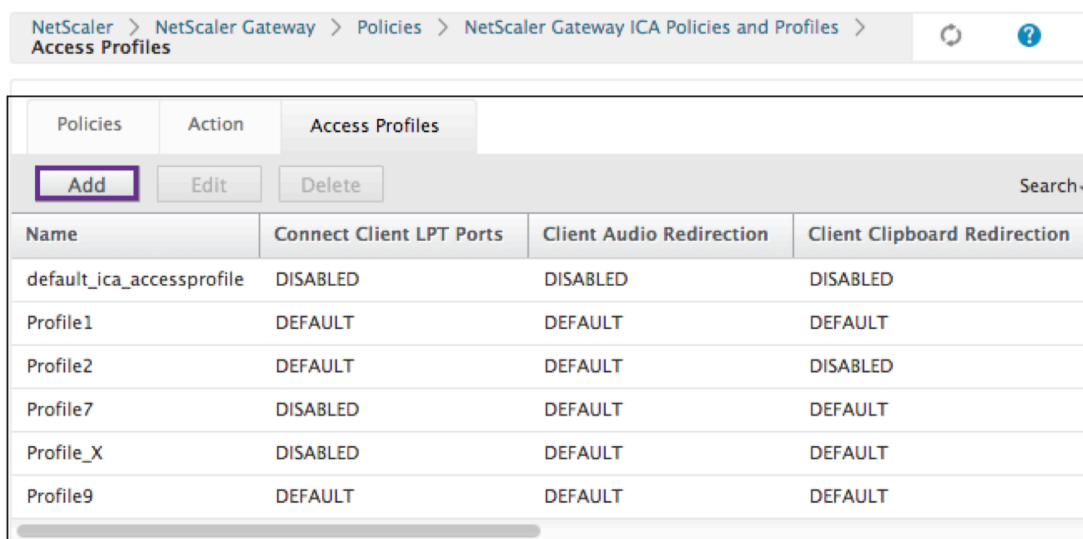 NetScaler > NetScaler Gateway > Policies > NetScaler Gateway ICA Policies and Profiles >
Access Profiles
?
Policies Action Access Profiles
Add Edit Delete Search
Name Connect Client LPT Ports Client Audio Redirection Client Clipboard Redirection
default_ica_accessprofile DISABLED DISABLED DISABLED
Profile1 DEFAULT DEFAULT DEFAULT
Profile2 DEFAULT DEFAULT DISABLED
Profile7 DISABLED DEFAULT DEFAULT
Profile_X DISABLED DEFAULT DEFAULT
Profile9 DEFAULT DEFAULT DEFAULT